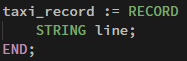 taxi_record := RECORD
    STRING line;
END;